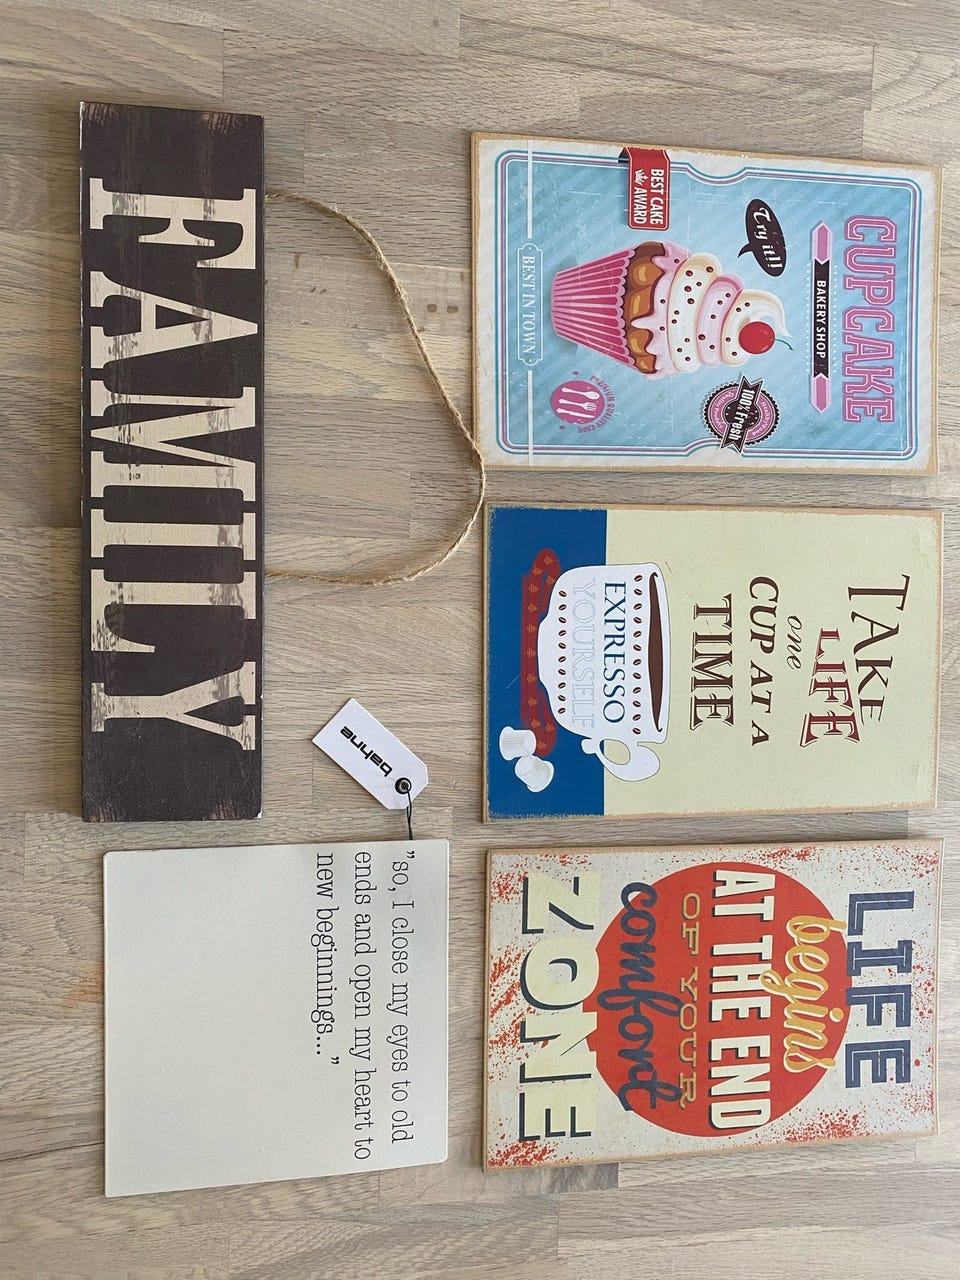 CUPCAKE
BAKERY SHOP
Try it!!
100% Fresh
BEST CAKE
AWARD
PREMIUM QUALITY
BEST IN TOWN
TAKE
LIFE
one
CUP AT A
TIME
EXPRESSO
YOURSELF
LIFE
begins
AT THE END
OF YOUR
comfort
ZONE
FAMILY
bahne
"so, I close my eyes to old
ends and open my heart to
new beginnings..."